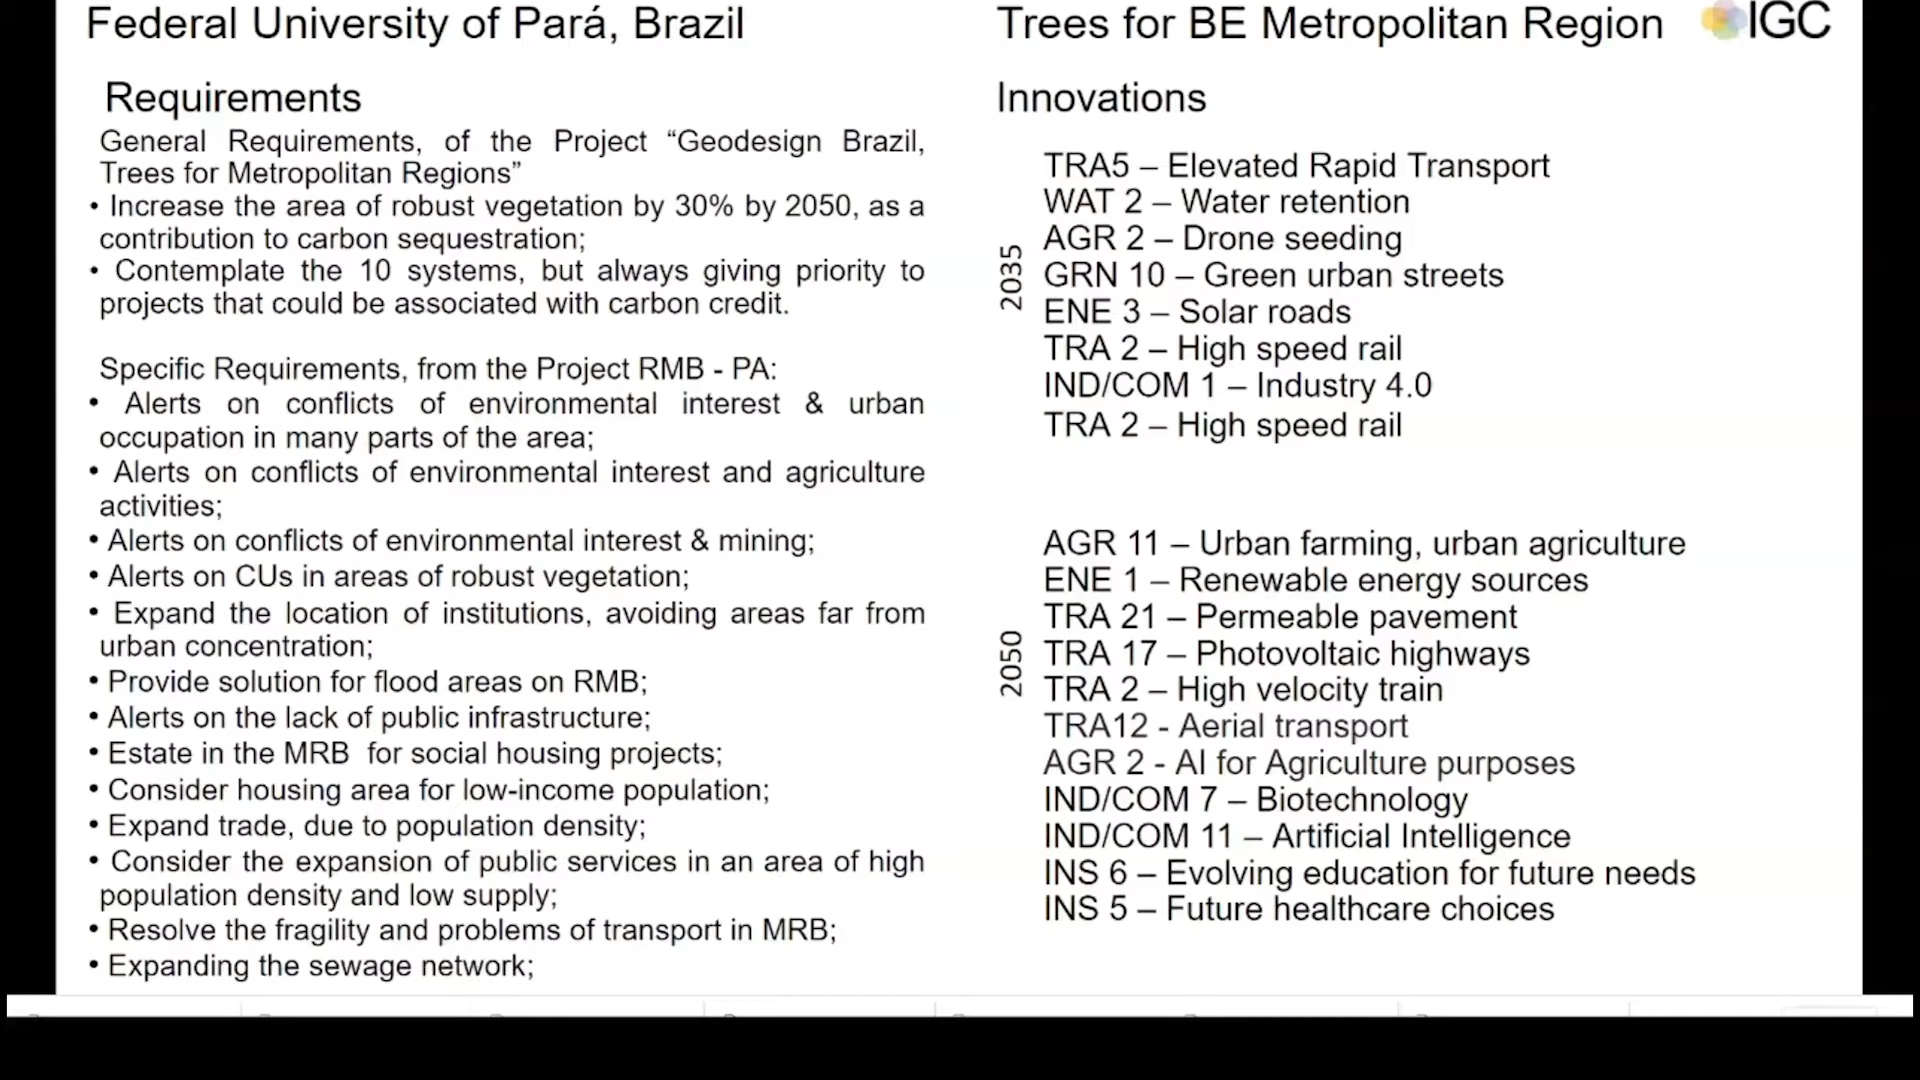 Federal University of Pará, Brazil
Requirements
General Requirements, of the Project “Geodesign Brazil,
Trees for Metropolitan Regions”
• Increase the area of robust vegetation by 30% by 2050, as a
contribution to carbon sequestration;
• Contemplate the 10 systems, but always giving priority to
projects that could be associated with carbon credit.
Specific Requirements, from the Project RMB - PA:
• Alerts on conflicts of environmental interest & urban
occupation in many parts of the area;
• Alerts on conflicts of environmental interest and agriculture
activities;
• Alerts on conflicts of environmental interest & mining;
• Alerts on CUs in areas of robust vegetation;
• Expand the location of institutions, avoiding areas far from
urban concentration;
• Provide solution for flood areas on RMB;
• Alerts on the lack of public infrastructure;
• Estate in the MRB for social housing projects;
• Consider housing area for low-income population;
• Expand trade, due to population density;
• Consider the expansion of public services in an area of high
population density and low supply;
• Resolve the fragility and problems of transport in MRB;
• Expanding the sewage network;
Trees for BE Metropolitan Region
IGC
Innovations
2035
TRA5 – Elevated Rapid Transport
WAT 2 – Water retention
AGR 2 – Drone seeding
GRN 10 – Green urban streets
ENE 3 – Solar roads
TRA 2 – High speed rail
IND/COM 1 – Industry 4.0
TRA 2 – High speed rail
2050
AGR 11 – Urban farming, urban agriculture
ENE 1 – Renewable energy sources
TRA 21 – Permeable pavement
TRA 17 – Photovoltaic highways
TRA 2 – High velocity train
TRA12 - Aerial transport
AGR 2 - AI for Agriculture purposes
IND/COM 7 – Biotechnology
IND/COM 11 – Artificial Intelligence
INS 6 – Evolving education for future needs
INS 5 – Future healthcare choices